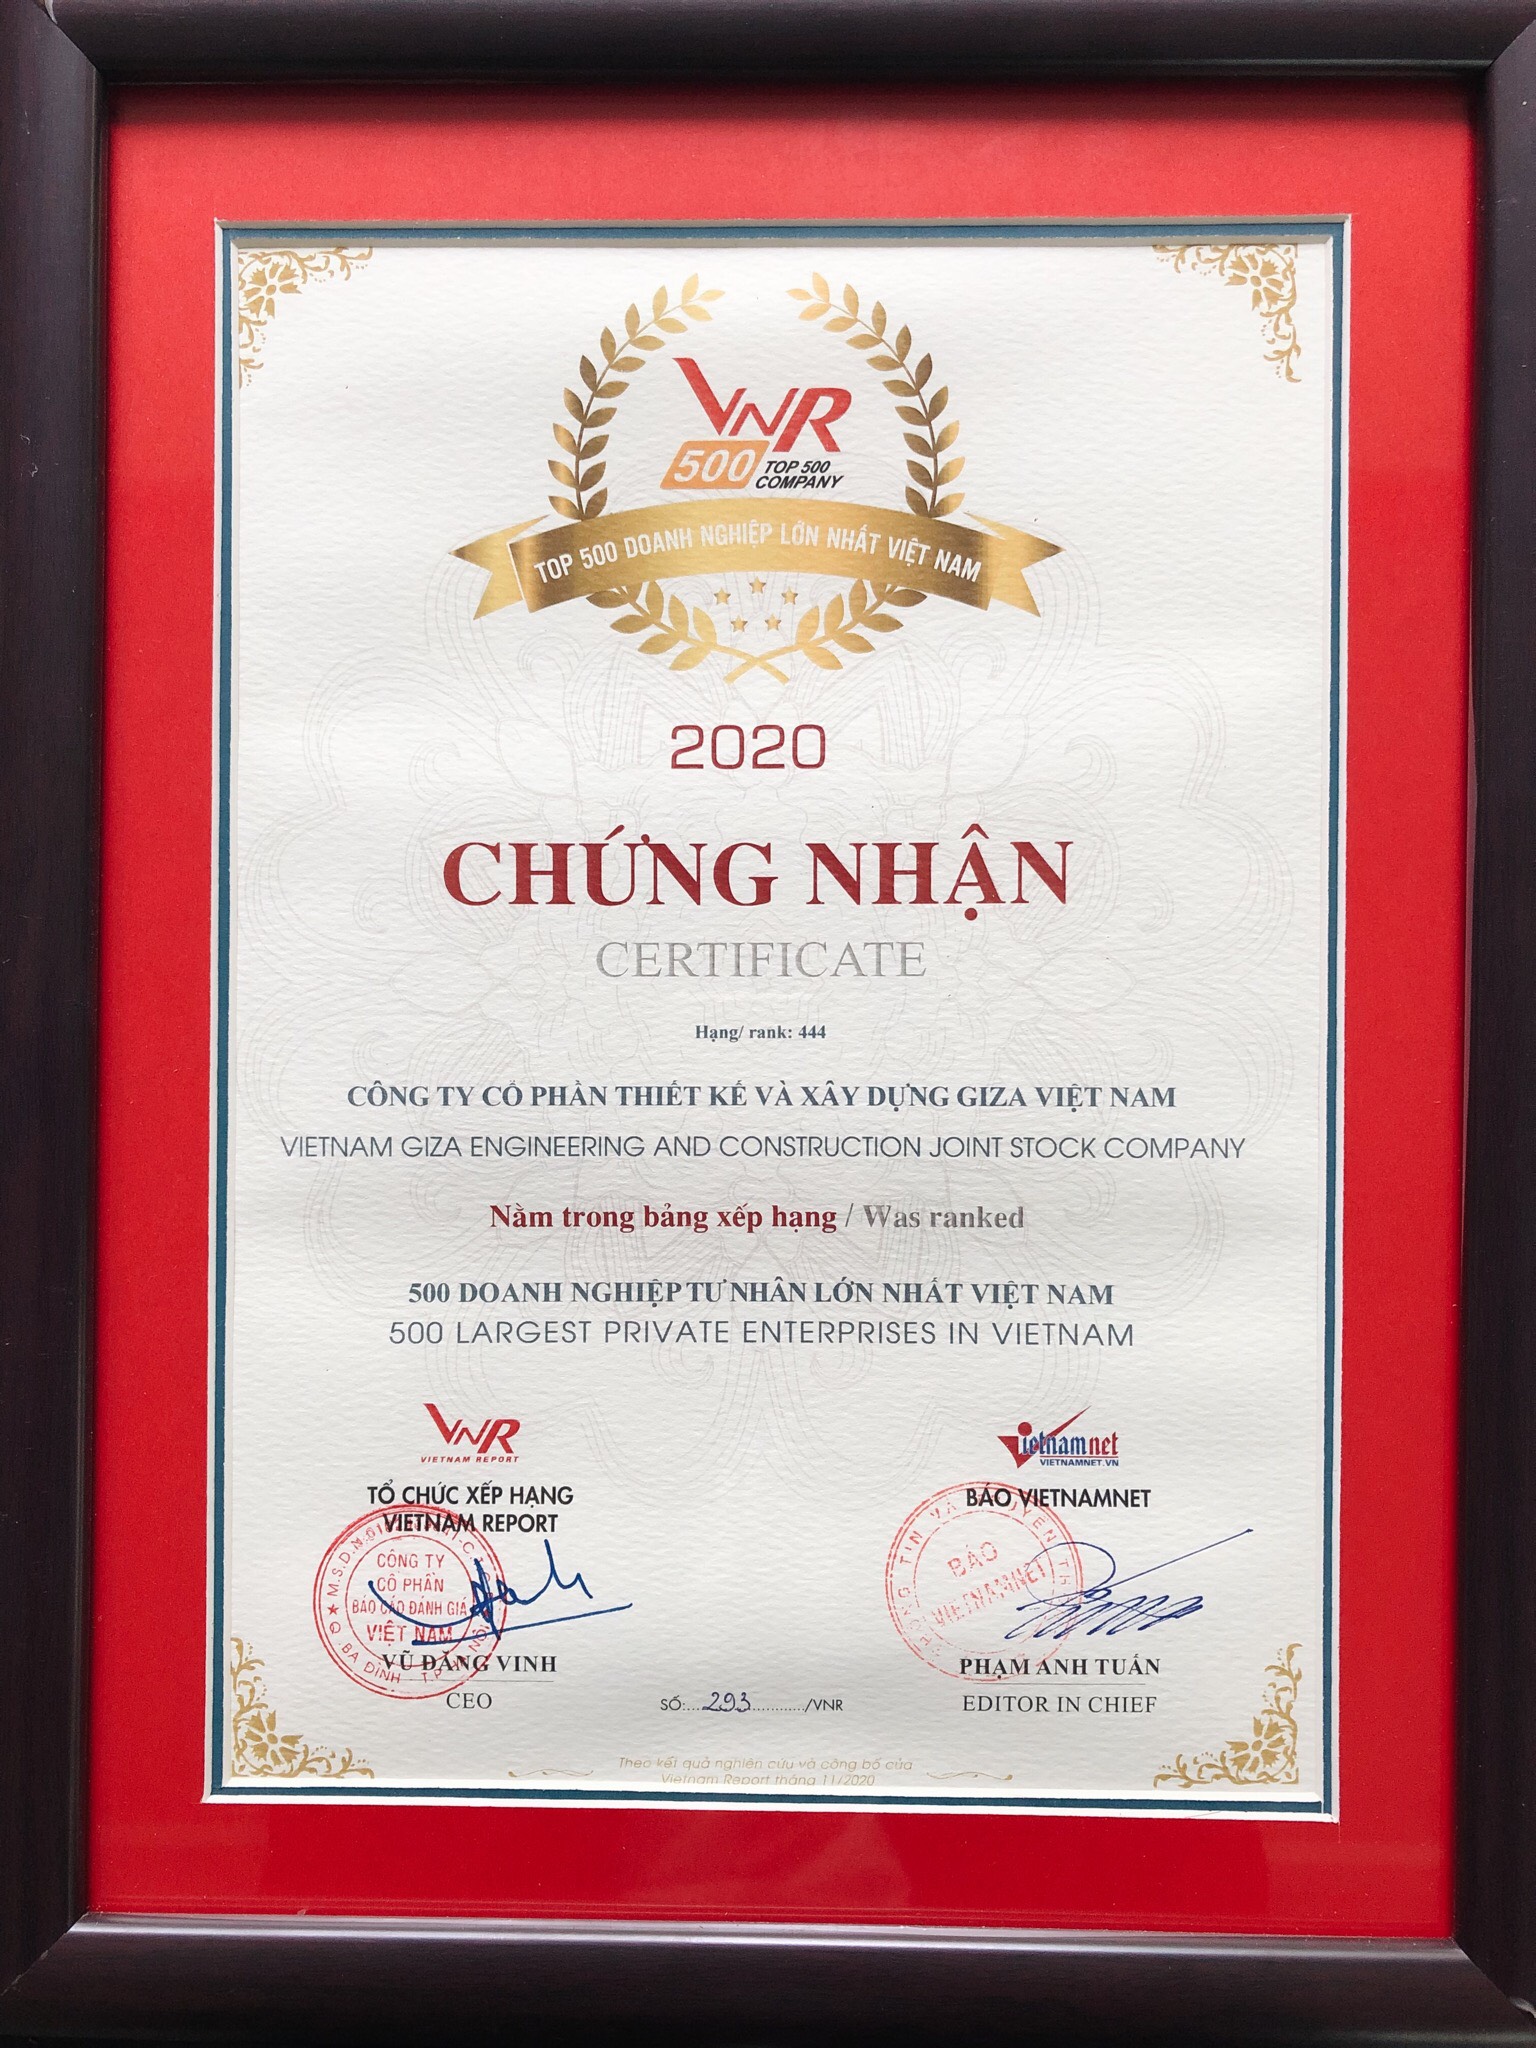 VNR
500 TOP 500
COMPANY
TOP 500 DOANH NGHIỆP LỚN NHẤT VIỆT NAM
2020
CHỨNG NHẬN
CERTIFICATE
Hạng/ rank: 444
CÔNG TY CỔ PHẦN THIẾT KẾ VÀ XÂY DỰNG GIZA VIỆT NAM
VIETNAM GIZA ENGINEERING AND CONSTRUCTION JOINT STOCK COMPANY
Nằm trong bảng xếp hạng / Was ranked
500 DOANH NGHIỆP TƯ NHÂN LỚN NHẤT VIỆT NAM
500 LARGEST PRIVATE ENTERPRISES IN VIETNAM
VNR
VIETNAM REPORT
TỔ CHỨC XẾP HẠNG
VIETNAM REPORT
CÔNG TY
CỔ PHẦN
BÁO CÁO ĐÁNH GIÁ
VIỆT NAM
M.S.D.N
BA ĐÌNH - T.P HÀ NỘI
VŨ ĐĂNG VINH
CEO
SỐ:....293............/VNR
Vietnamnet
VIETNAMNET.VN
BÁO VIETNAMNET
BÁO
VIETNAMNET
PHẠM ANH TUẤN
EDITOR IN CHIEF
Theo kết quả nghiên cứu và công bố của
Vietnam Report tháng 11/2020